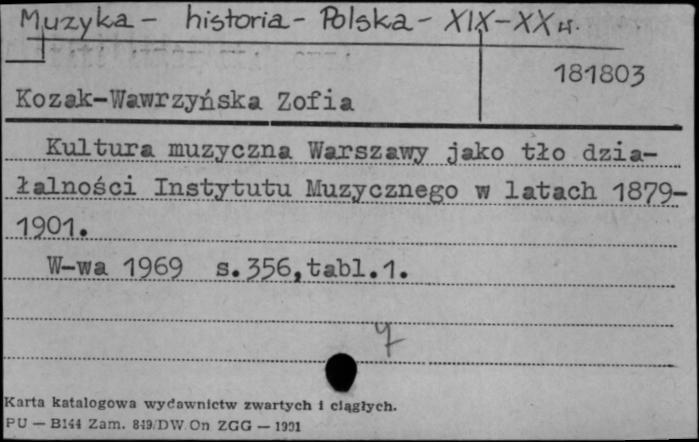 Muzyka - historia - Polska - XIX-XX w.
181803
Kozak-Wawrzyńska Zofia
Kultura muzyczna Warszawy jako tło dzia-
łalności Instytutu Muzycznego w latach 1879-
1901.
W-wa 1969 s.356,tabl.1.
Karta katalogowa wydawnictw zwartych i ciągłych.
PU — B144 Zam. 849/DW/On ZGG — 1991